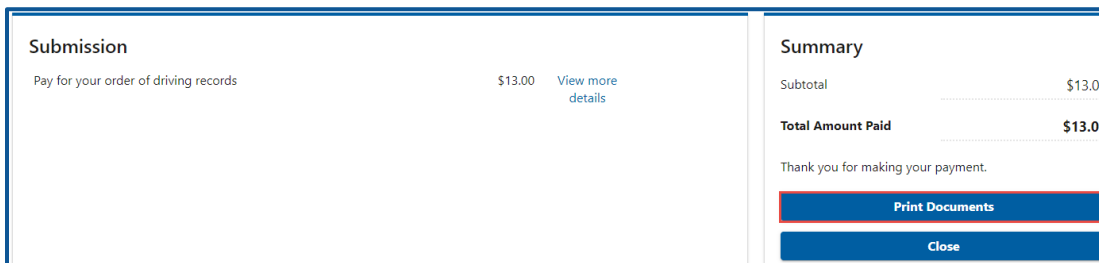 Submission
Pay for your order of driving records $13.00 View more
details
Summary
Subtotal $13.0
Total Amount Paid $13.0
Thank you for making your payment.
Print Documents
Close